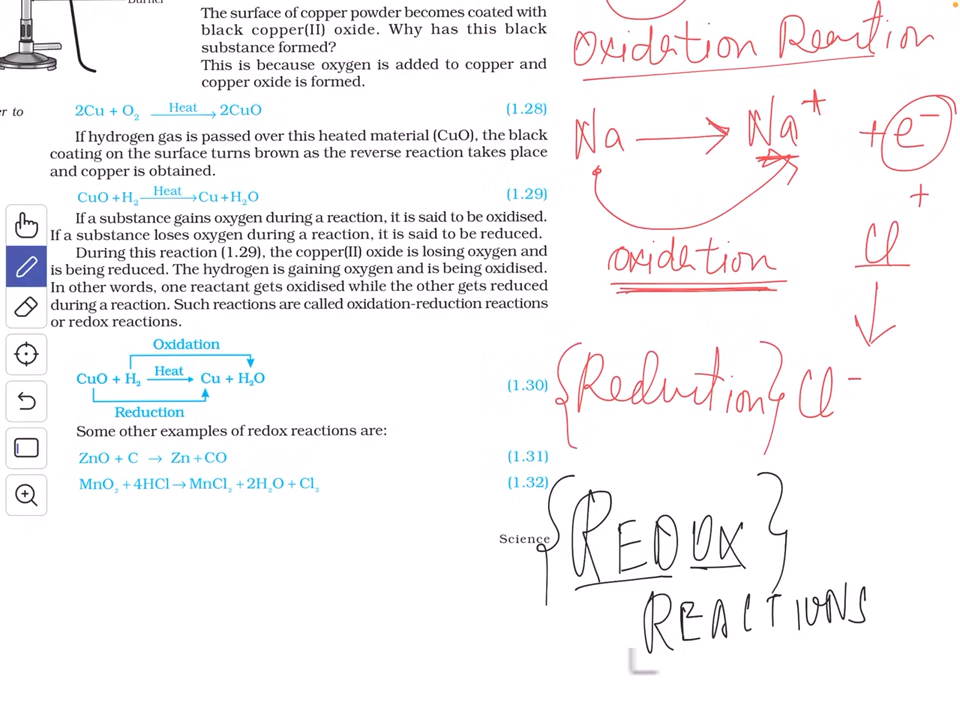 The surface of copper powder becomes coated with
black copper(II) oxide. Why has this black
substance formed?
This is because oxygen is added to copper and
copper oxide is formed.
er to
2Cu + O₂ —Heat→ 2CuO (1.28)
If hydrogen gas is passed over this heated material (CuO), the black
coating on the surface turns brown as the reverse reaction takes place
and copper is obtained.
CuO +H₂ —Heat→ Cu +H₂O (1.29)
If a substance gains oxygen during a reaction, it is said to be oxidised.
If a substance loses oxygen during a reaction, it is said to be reduced.
During this reaction (1.29), the copper(II) oxide is losing oxygen and
is being reduced. The hydrogen is gaining oxygen and is being oxidised.
In other words, one reactant gets oxidised while the other gets reduced
during a reaction. Such reactions are called oxidation-reduction reactions
or redox reactions.
Oxidation
CuO + H₂ —Heat→ Cu + H₂O (1.30)
Reduction
Some other examples of redox reactions are:
ZnO + C → Zn + CO (1.31)
MnO₂ + 4HCl → MnCl₂ + 2H₂O + Cl₂ (1.32)
Science
Oxidation Reaction
Na → Na⁺ + e⁻
+
oxidation
Cl
↓
{Reduction} Cl⁻
{REDOX}
REACTIONS